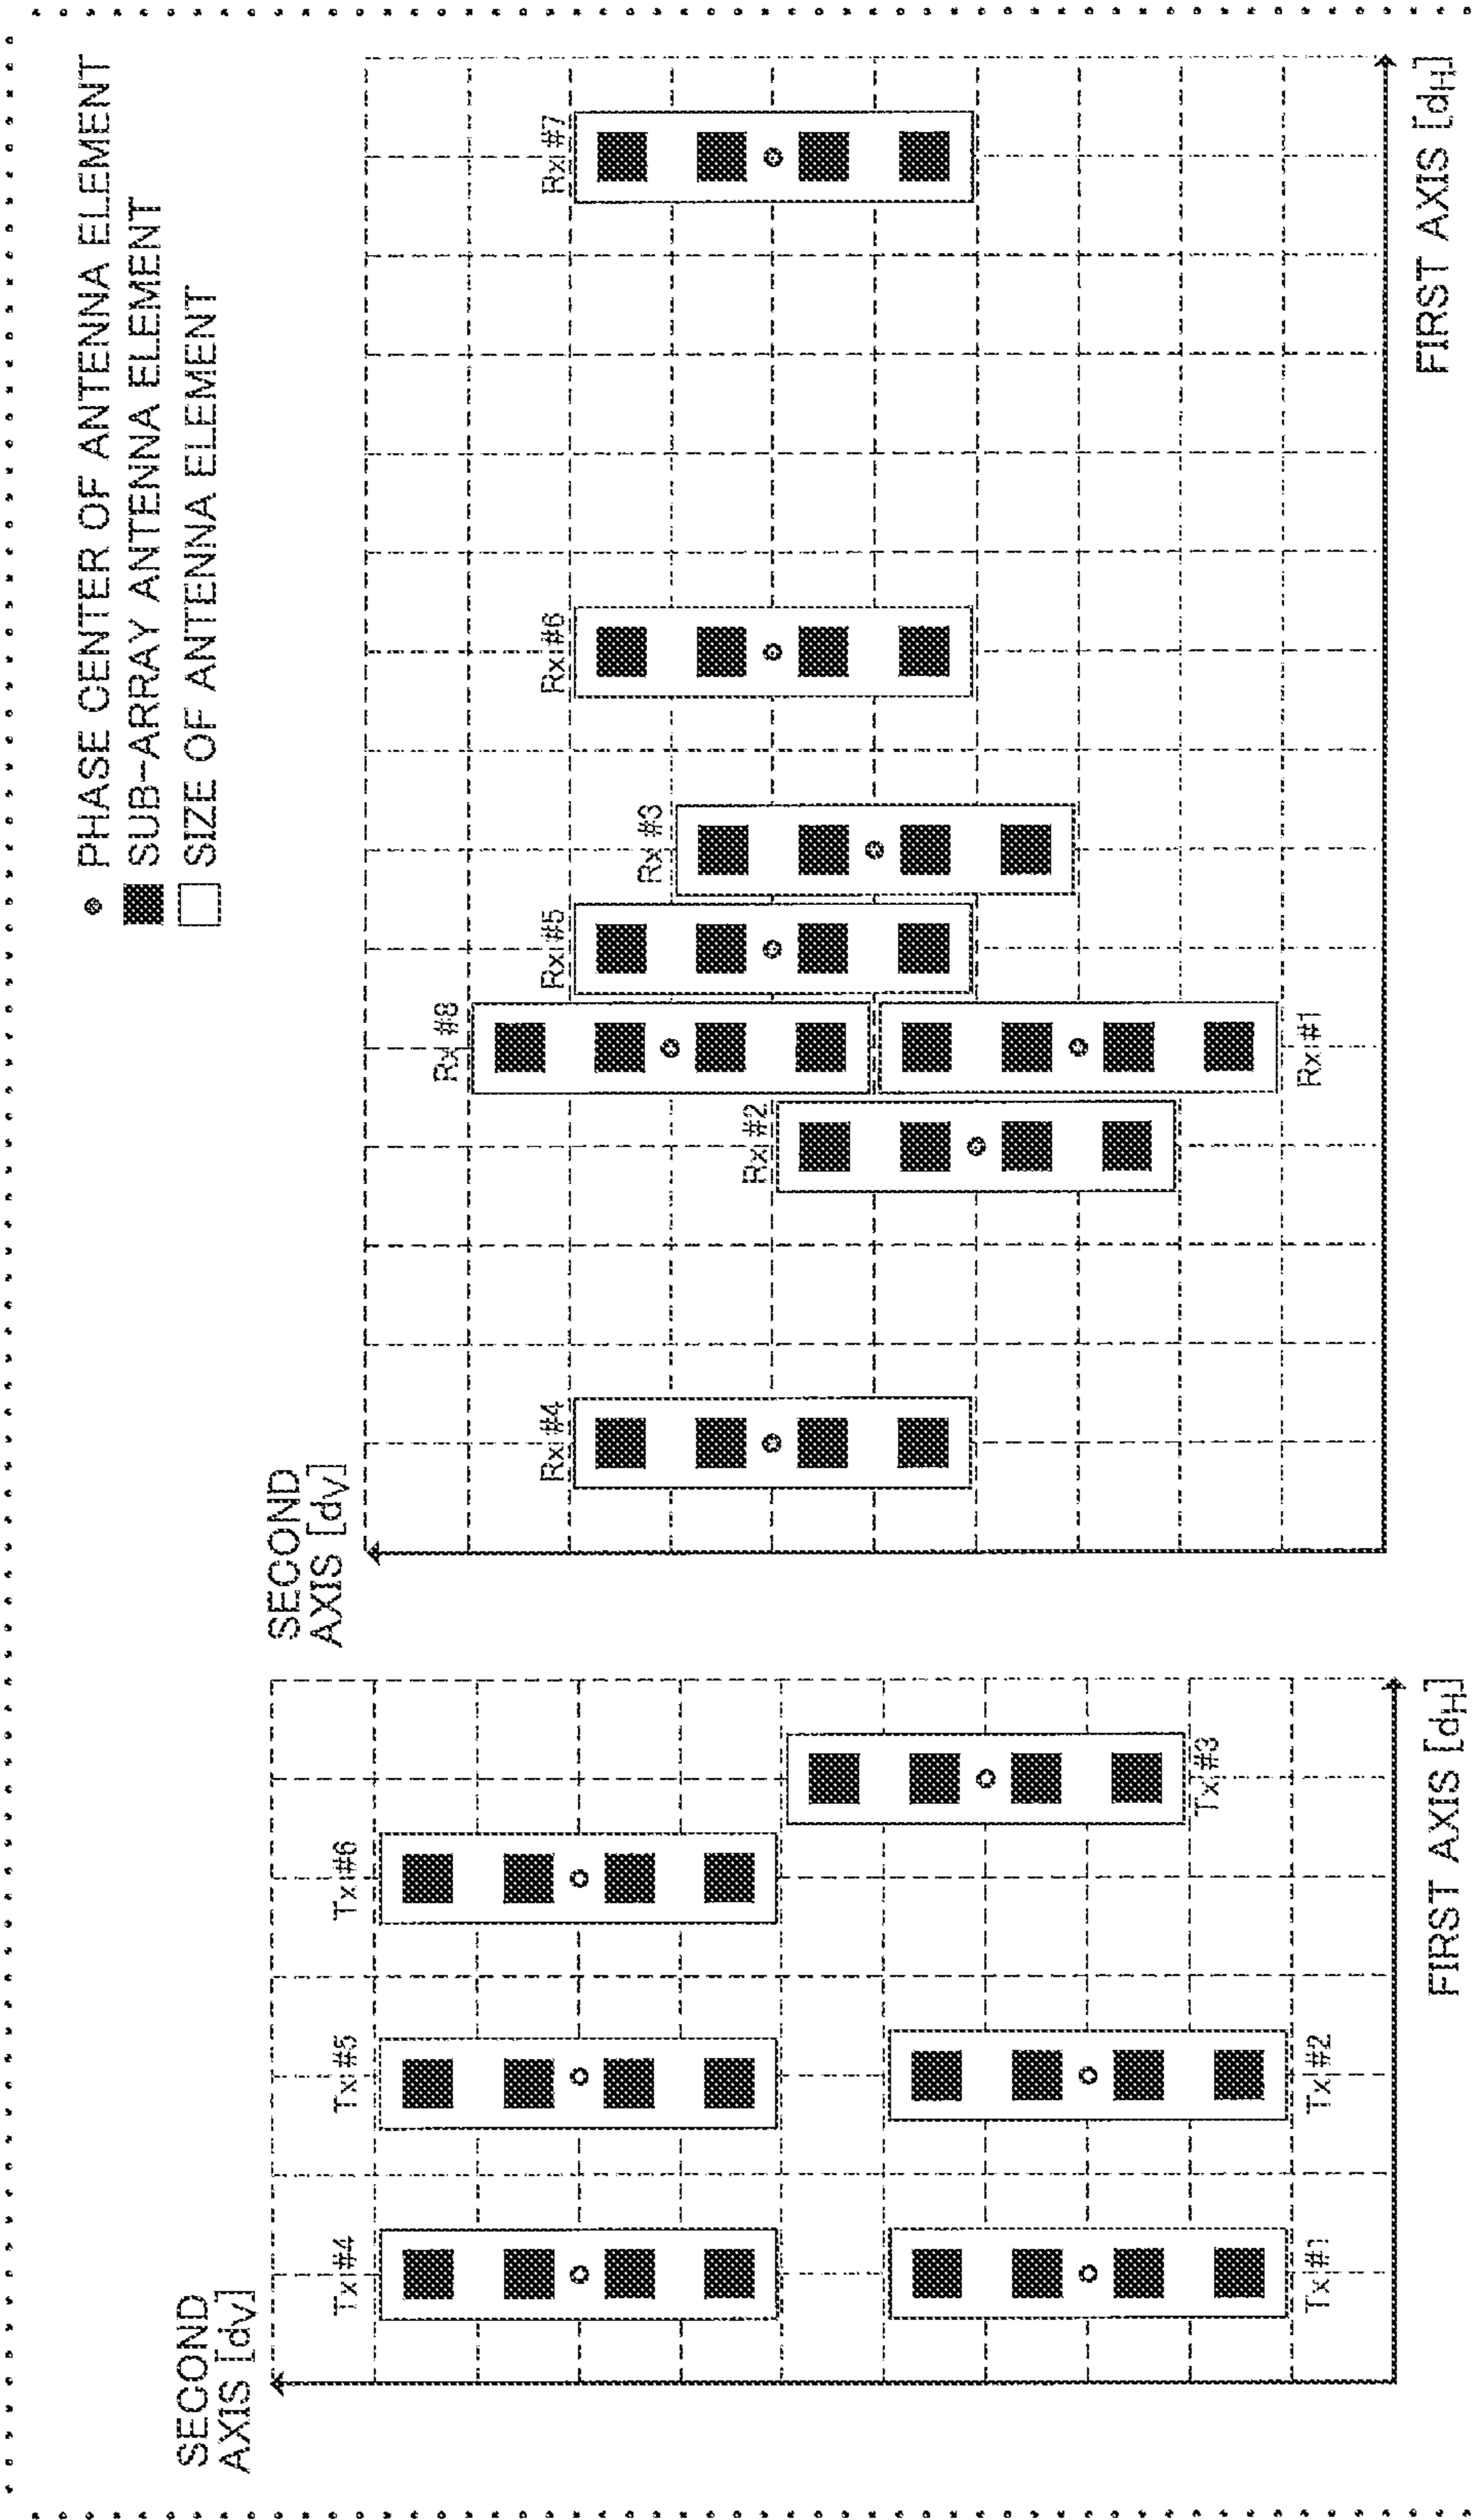 PHASE CENTER OF ANTENNA ELEMENT
SUB-ARRAY ANTENNA ELEMENT
SIZE OF ANTENNA ELEMENT
SECOND
AXIS [dV]
Tx #4
Tx #5
Tx #6
Tx #1
Tx #2
Tx #3
FIRST AXIS [dH]
SECOND
AXIS [dV]
Rx #8
Rx #4
Rx #5
Rx #6
Rx #7
Rx #3
Rx #2
Rx #1
FIRST AXIS [dH]